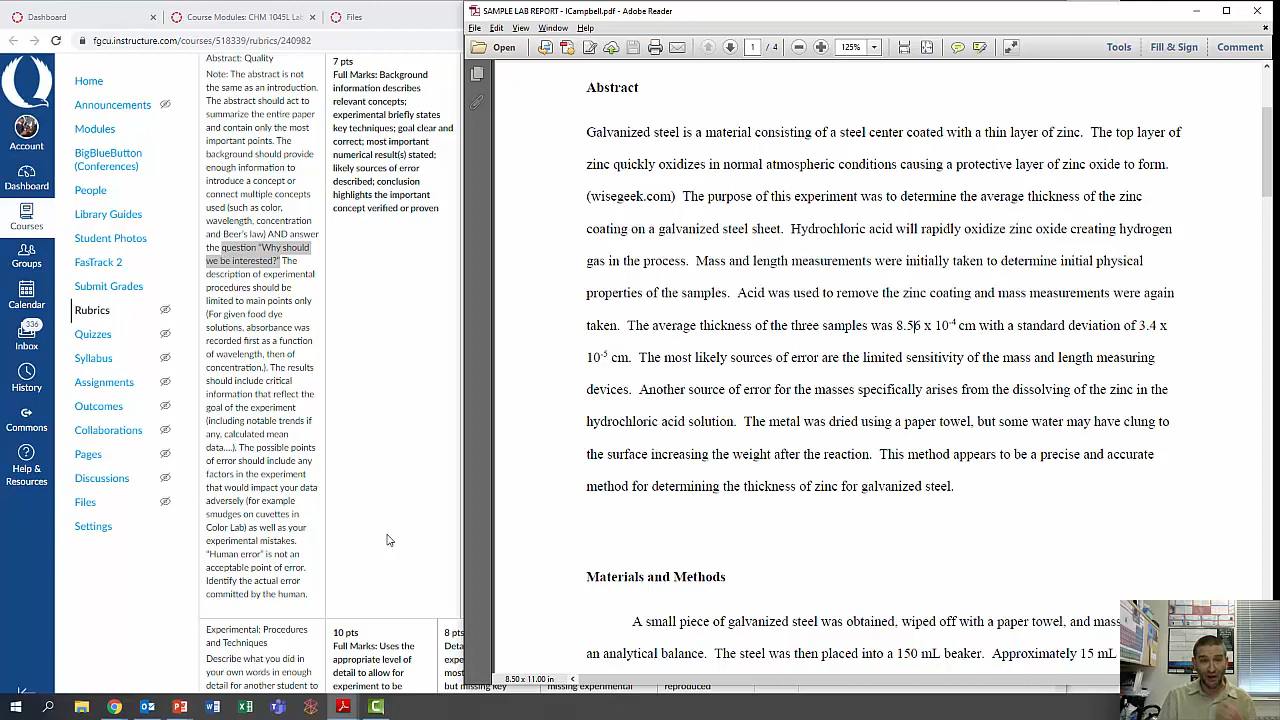 Dashboard
Course Modules: CHM 1045L Lab
Files
fgcu.instructure.com/courses/518339/rubrics/240982
Account
Dashboard
Courses
Groups
Calendar
336
Inbox
History
Commons
Help &
Resources
Home
Announcements
Modules
BigBlueButton
(Conferences)
People
Library Guides
Student Photos
FasTrack 2
Submit Grades
Rubrics
Quizzes
Syllabus
Assignments
Outcomes
Collaborations
Pages
Discussions
Files
Settings
Abstract: Quality
Note: The abstract is not
the same as an introduction.
The abstract should act to
summarize the entire paper
and contain only the most
important points. The
background should provide
enough information to
introduce a concept or
connect multiple concepts
used (such as color,
wavelength, concentration
and Beer's law) AND answer
the question "Why should
we be interested?" The
description of experimental
procedures should be
limited to main points only
(For given food dye
solutions, absorbance was
recorded first as a function
of wavelength, then of
concentration.). The results
should include critical
information that reflect the
goal of the experiment
(including notable trends if
any, calculated mean
data....). The possible points
of error should include any
factors in the experiment
that would impact your data
adversely (for example
smudges on cuvettes in
Color Lab) as well as your
experimental mistakes.
"Human error" is not an
acceptable point of error.
Identify the actual error
committed by the human.
7 pts
Full Marks: Background
information describes
relevant concepts;
experimental briefly states
key techniques; goal clear and
correct; most important
numerical result(s) stated;
likely sources of error
described; conclusion
highlights the important
concept verified or proven
Experimental: Procedures
and Techniques
Describe what you did in
your own words in enough
detail for another student to
10 pts
Full Marks: Uses the
appropriate level of
detail to allow for
experiment to be
8 pts
Deta
expe
most
but missing key
missing experimental
reproduced
SAMPLE LAB REPORT - ICampbell.pdf - Adobe Reader
File Edit View Window Help
Open
1 / 4
125%
Tools
Fill & Sign
Comment
Abstract
Galvanized steel is a material consisting of a steel center coated with a thin layer of zinc. The top layer of
zinc quickly oxidizes in normal atmospheric conditions causing a protective layer of zinc oxide to form.
(wisegeek.com) The purpose of this experiment was to determine the average thickness of the zinc
coating on a galvanized steel sheet. Hydrochloric acid will rapidly oxidize zinc oxide creating hydrogen
gas in the process. Mass and length measurements were initially taken to determine initial physical
properties of the samples. Acid was used to remove the zinc coating and mass measurements were again
taken. The average thickness of the three samples was 8.56 x 10⁻⁴ cm with a standard deviation of 3.4 x
10⁻⁵ cm. The most likely sources of error are the limited sensitivity of the mass and length measuring
devices. Another source of error for the masses specifically arises from the dissolving of the zinc in the
hydrochloric acid solution. The metal was dried using a paper towel, but some water may have clung to
the surface increasing the weight after the reaction. This method appears to be a precise and accurate
method for determining the thickness of zinc for galvanized steel.
Materials and Methods
A small piece of galvanized steel was obtained, wiped off with a paper towel, and mass
an analytical balance. The steel was then placed into a 150 mL beaker. Approximately 15 mL
8.50 x 11.00 in